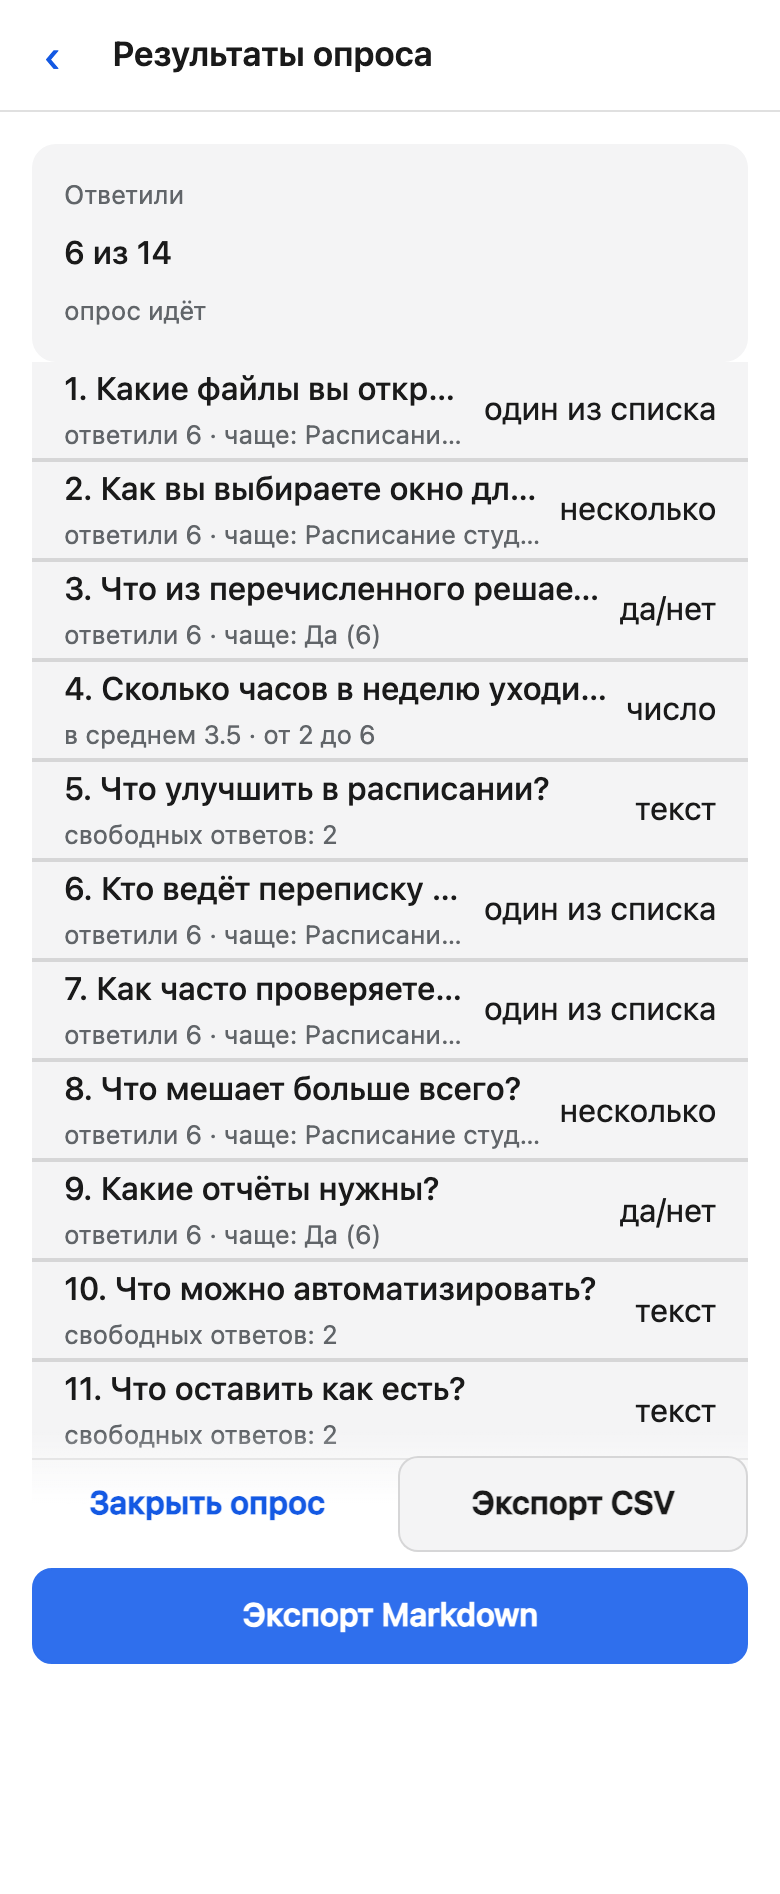 ‹ Результаты опроса
Ответили
6 из 14
опрос идёт
1. Какие файлы вы откр...
один из списка
ответили 6 · чаще: Расписани...
2. Как вы выбираете окно дл...
несколько
ответили 6 · чаще: Расписание студ...
3. Что из перечисленного решае...
да/нет
ответили 6 · чаще: Да (6)
4. Сколько часов в неделю уходи...
число
в среднем 3.5 · от 2 до 6
5. Что улучшить в расписании?
текст
свободных ответов: 2
6. Кто ведёт переписку ...
один из списка
ответили 6 · чаще: Расписани...
7. Как часто проверяете...
один из списка
ответили 6 · чаще: Расписани...
8. Что мешает больше всего?
несколько
ответили 6 · чаще: Расписание студ...
9. Какие отчёты нужны?
да/нет
ответили 6 · чаще: Да (6)
10. Что можно автоматизировать?
текст
свободных ответов: 2
11. Что оставить как есть?
текст
свободных ответов: 2
Закрыть опрос
Экспорт CSV
Экспорт Markdown